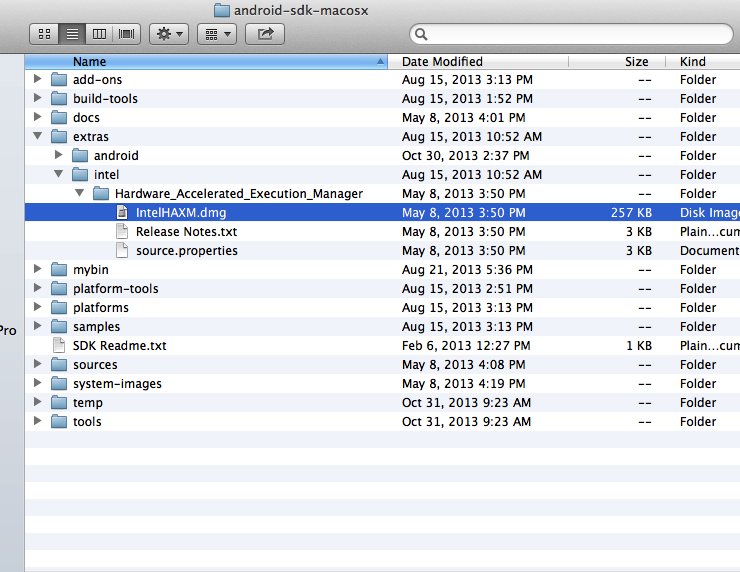 android-sdk-macosx
Name Date Modified Size Kind
add-ons Aug 15, 2013 3:13 PM -- Folder
build-tools Aug 15, 2013 1:52 PM -- Folder
docs May 8, 2013 4:01 PM -- Folder
extras Aug 15, 2013 10:52 AM -- Folder
android Oct 30, 2013 2:37 PM -- Folder
intel Aug 15, 2013 10:52 AM -- Folder
Hardware_Accelerated_Execution_Manager May 8, 2013 3:50 PM -- Folder
IntelHAXM.dmg May 8, 2013 3:50 PM 257 KB Disk Image
Release Notes.txt May 8, 2013 3:50 PM 3 KB Plain...cum
source.properties May 8, 2013 3:50 PM 3 KB Document
mybin Aug 21, 2013 5:36 PM -- Folder
platform-tools Aug 15, 2013 2:51 PM -- Folder
platforms Aug 15, 2013 3:13 PM -- Folder
Pro
samples Aug 15, 2013 3:13 PM -- Folder
SDK Readme.txt Feb 6, 2013 12:27 PM 1 KB Plain...cum
sources May 8, 2013 4:08 PM -- Folder
system-images May 8, 2013 4:19 PM -- Folder
temp Oct 31, 2013 9:23 AM -- Folder
tools Oct 31, 2013 9:23 AM -- Folder